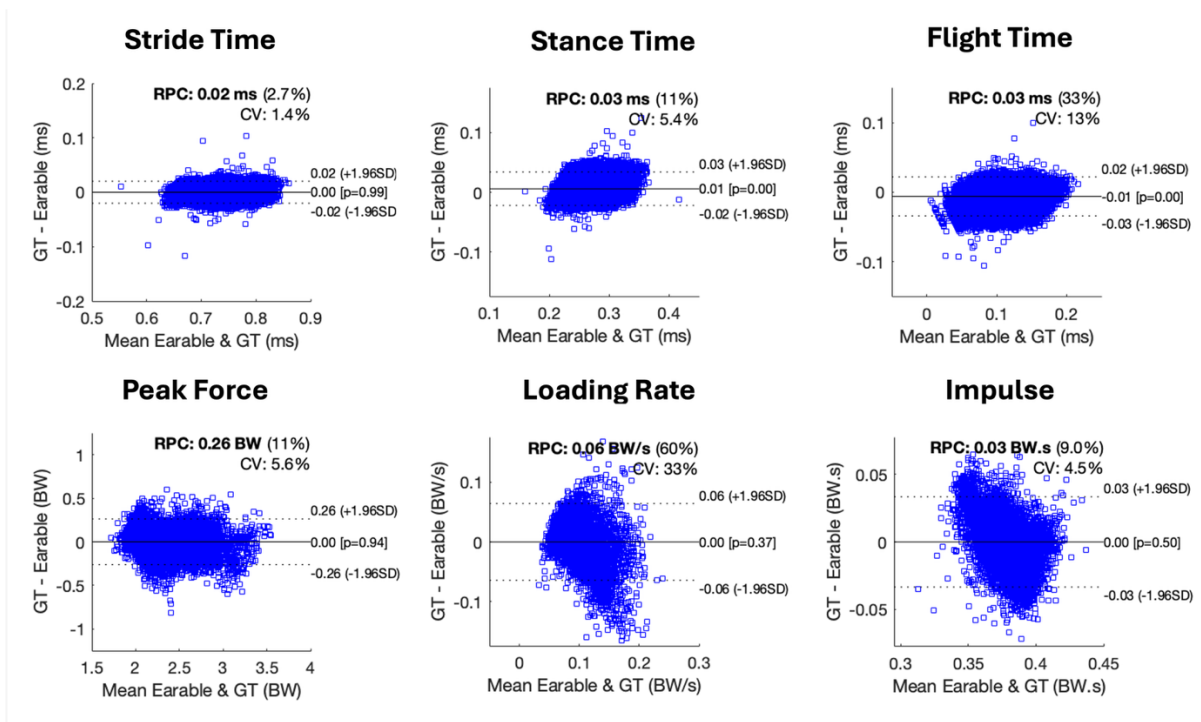 Stride Time
RPC: 0.02 ms (2.7%)
CV: 1.4%
0.2
0.1
0
-0.1
-0.2
GT - Earable (ms)
0.02 (+1.96SD)
0.00 [p=0.99]
-0.02 (-1.96SD
0.5 0.6 0.7 0.8 0.9
Mean Earable & GT (ms)
Stance Time
RPC: 0.03 ms (11%)
CV: 5.4%
0.1
0
-0.1
GT - Earable (ms)
0.03 (+1.96SD)
0.01 [p=0.00]
-0.02 (-1.96SD)
0.1 0.2 0.3 0.4
Mean Earable & GT (ms)
Flight Time
RPC: 0.03 ms (33%)
CV: 13%
0.1
0
-0.1
GT - Earable (ms)
0.02 (+1.96SD)
-0.01 [p=0.00]
-0.03 (-1.96SD)
0 0.1 0.2
Mean Earable & GT (ms)
Peak Force
RPC: 0.26 BW (11%)
CV: 5.6%
1
0.5
0
-0.5
-1
GT - Earable (BW)
0.26 (+1.96SD)
0.00 [p=0.94]
-0.26 (-1.96SD)
1.5 2 2.5 3 3.5 4
Mean Earable & GT (BW)
Loading Rate
RPC: 0.06 BW/s (60%)
CV: 33%
0.1
0
-0.1
GT - Earable (BW/s)
0.06 (+1.96SD)
0.00 [p=0.37]
-0.06 (-1.96SD)
0 0.1 0.2 0.3
Mean Earable & GT (BW/s)
Impulse
RPC: 0.03 BW.s (9.0%)
CV: 4.5%
0.05
0
-0.05
GT - Earable (BW.s)
0.03 (+1.96SD)
0.00 [p=0.50]
-0.03 (-1.96SD)
0.3 0.35 0.4 0.45
Mean Earable & GT (BW.s)